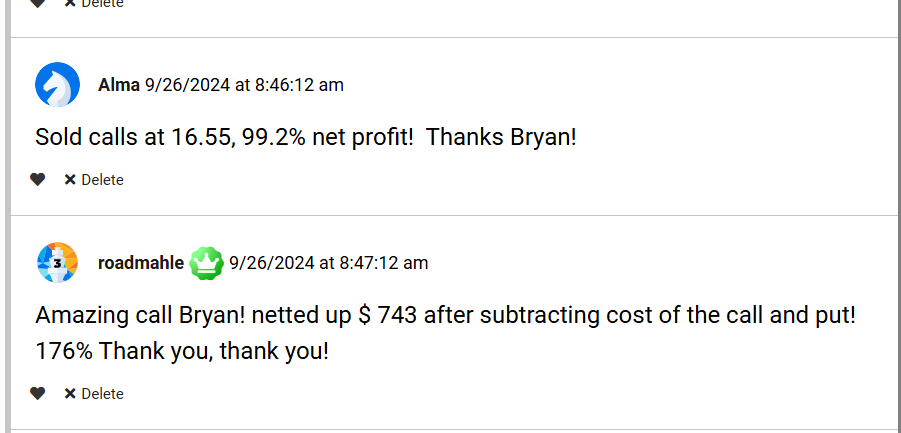 Delete
Alma 9/26/2024 at 8:46:12 am
Sold calls at 16.55, 99.2% net profit!  Thanks Bryan!
Delete
3
roadmahle 9/26/2024 at 8:47:12 am
Amazing call Bryan! netted up $ 743 after subtracting cost of the call and put!
176% Thank you, thank you!
Delete